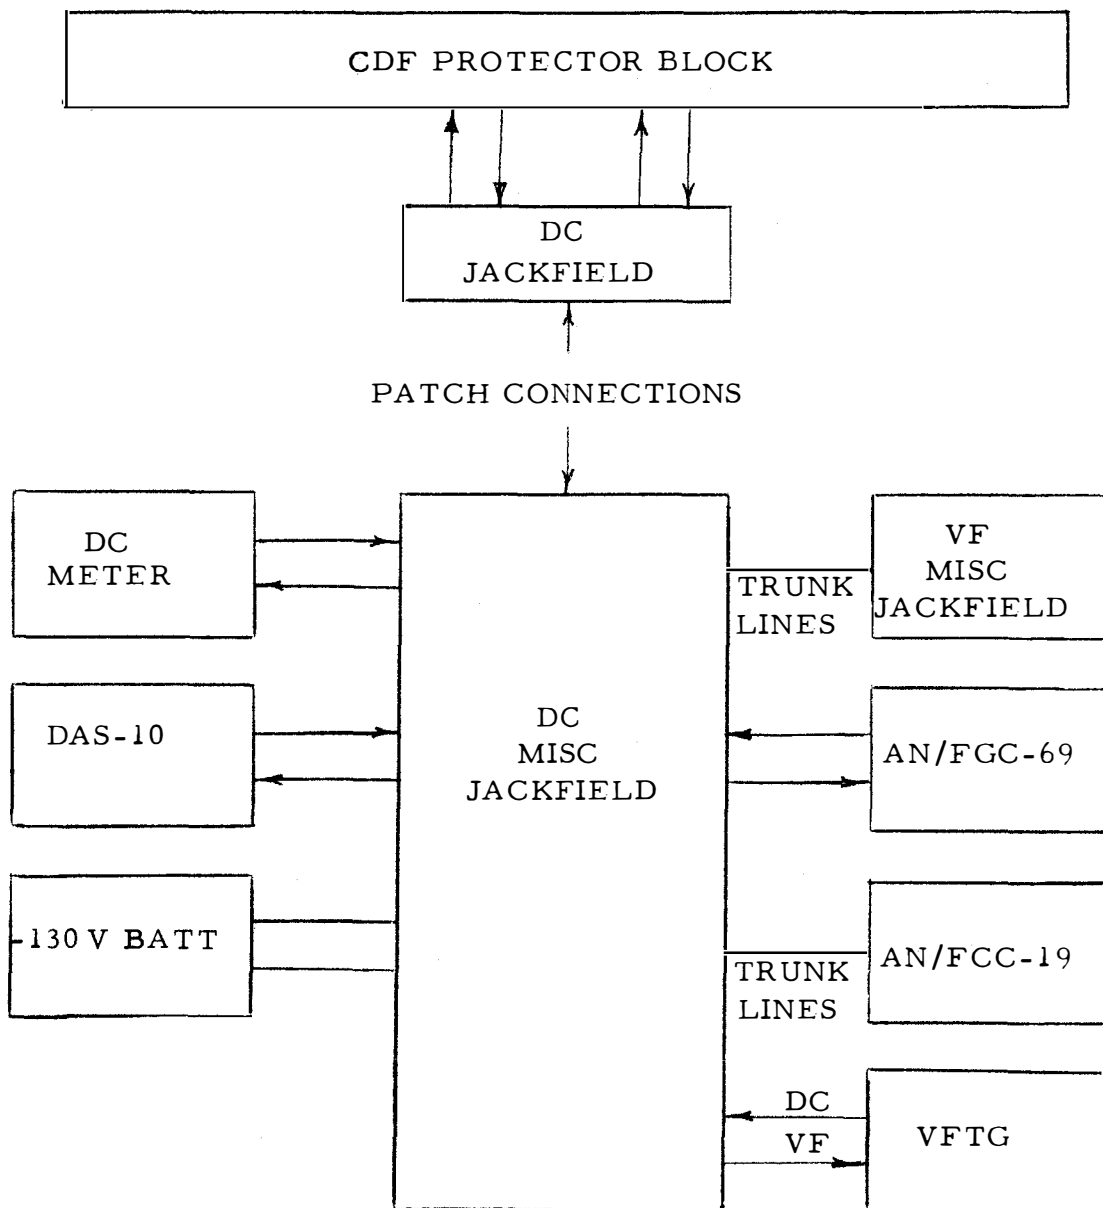 CDF PROTECTOR BLOCK
DC
JACKFIELD
PATCH CONNECTIONS
DC
METER
VF
MISC
JACKFIELD
TRUNK
LINES
DAS-10
DC
MISC
JACKFIELD
AN/FGC-69
-130 V BATT
AN/FCC-19
TRUNK
LINES
DC
VF
VFTG